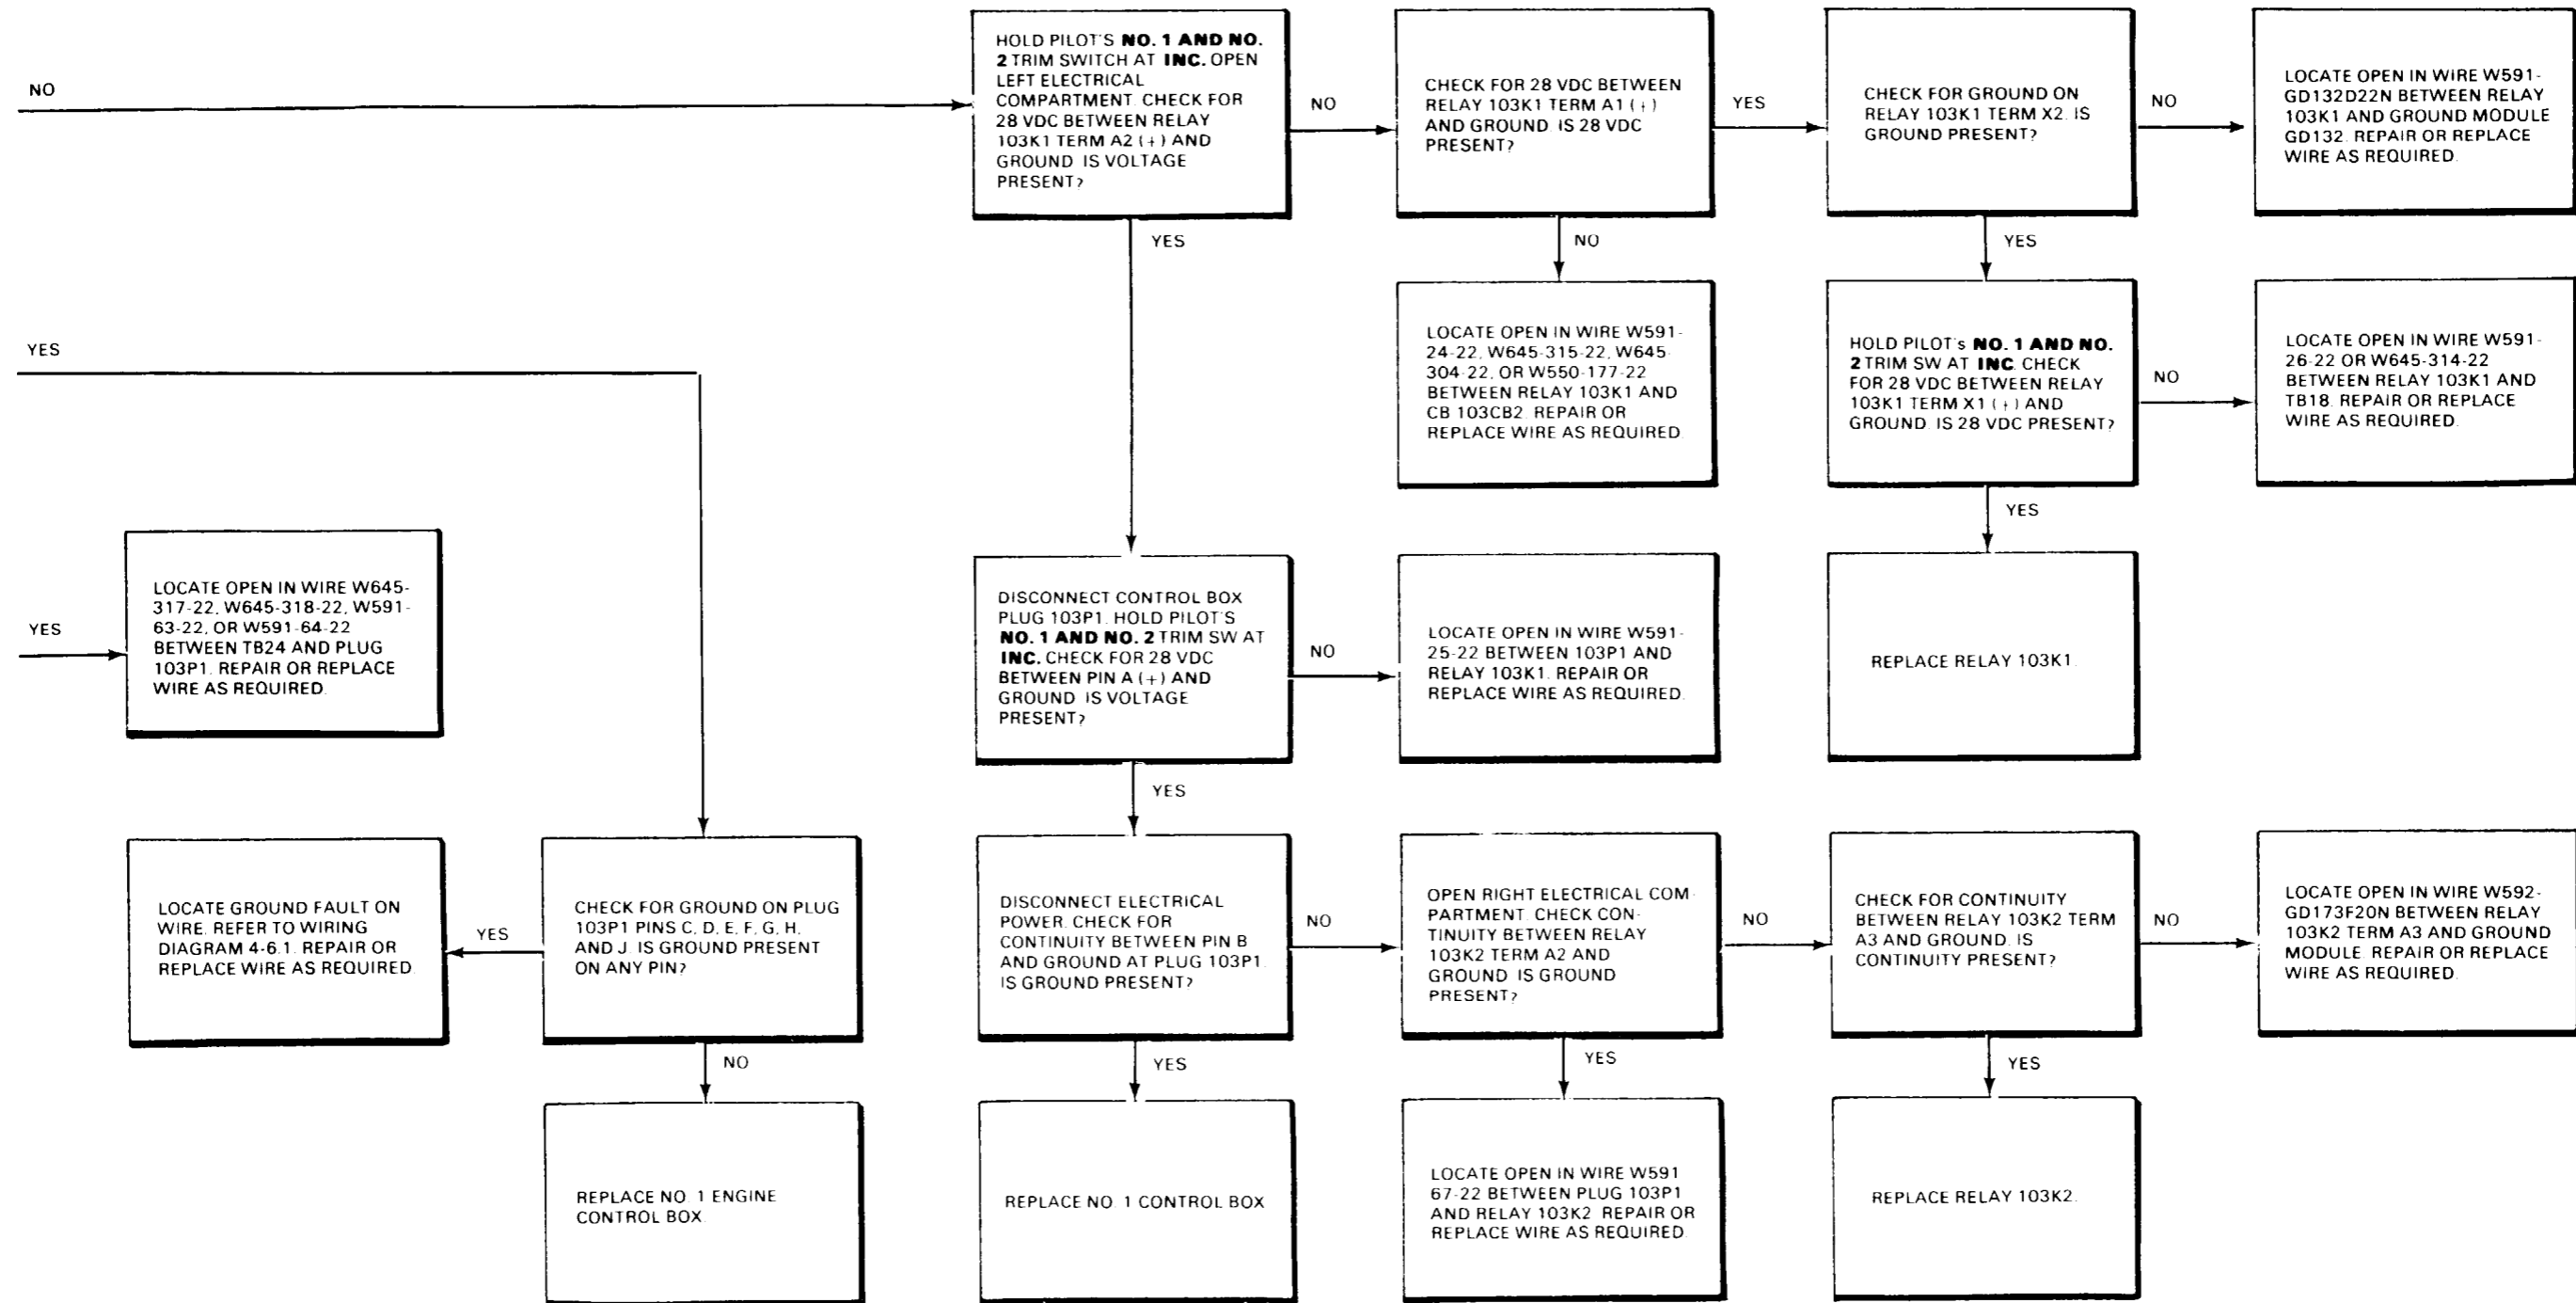 NO
HOLD PILOT'S NO. 1 AND NO.
2 TRIM SWITCH AT INC. OPEN
LEFT ELECTRICAL
COMPARTMENT. CHECK FOR
28 VDC BETWEEN RELAY
103K1 TERM A2 (+) AND
GROUND. IS VOLTAGE
PRESENT?
NO
CHECK FOR 28 VDC BETWEEN
RELAY 103K1 TERM A1 (+)
AND GROUND. IS 28 VDC
PRESENT?
YES
CHECK FOR GROUND ON
RELAY 103K1 TERM X2. IS
GROUND PRESENT?
NO
LOCATE OPEN IN WIRE W591-
GD132D22N BETWEEN RELAY
103K1 AND GROUND MODULE
GD132. REPAIR OR REPLACE
WIRE AS REQUIRED.
YES
NO
YES
YES
LOCATE OPEN IN WIRE W591-
24-22, W645-315-22, W645-
304-22, OR W550-177-22
BETWEEN RELAY 103K1 AND
CB 103CB2. REPAIR OR
REPLACE WIRE AS REQUIRED.
HOLD PILOT's NO. 1 AND NO.
2 TRIM SW AT INC. CHECK
FOR 28 VDC BETWEEN RELAY
103K1 TERM X1 (+) AND
GROUND. IS 28 VDC PRESENT?
NO
LOCATE OPEN IN WIRE W591-
26-22 OR W645-314-22
BETWEEN RELAY 103K1 AND
TB18. REPAIR OR REPLACE
WIRE AS REQUIRED.
YES
YES
LOCATE OPEN IN WIRE W645-
317-22, W645-318-22, W591-
63-22, OR W591-64-22
BETWEEN TB24 AND PLUG
103P1. REPAIR OR REPLACE
WIRE AS REQUIRED.
DISCONNECT CONTROL BOX
PLUG 103P1. HOLD PILOT'S
NO. 1 AND NO. 2 TRIM SW AT
INC. CHECK FOR 28 VDC
BETWEEN PIN A (+) AND
GROUND. IS VOLTAGE
PRESENT?
NO
LOCATE OPEN IN WIRE W591-
25-22 BETWEEN 103P1 AND
RELAY 103K1. REPAIR OR
REPLACE WIRE AS REQUIRED.
REPLACE RELAY 103K1.
YES
LOCATE GROUND FAULT ON
WIRE. REFER TO WIRING
DIAGRAM 4-6.1. REPAIR OR
REPLACE WIRE AS REQUIRED.
YES
CHECK FOR GROUND ON PLUG
103P1 PINS C, D, E, F, G, H,
AND J. IS GROUND PRESENT
ON ANY PIN?
DISCONNECT ELECTRICAL
POWER. CHECK FOR
CONTINUITY BETWEEN PIN B
AND GROUND AT PLUG 103P1.
IS GROUND PRESENT?
NO
OPEN RIGHT ELECTRICAL COM-
PARTMENT. CHECK CON-
TINUITY BETWEEN RELAY
103K2 TERM A2 AND
GROUND. IS GROUND
PRESENT?
NO
CHECK FOR CONTINUITY
BETWEEN RELAY 103K2 TERM
A3 AND GROUND. IS
CONTINUITY PRESENT?
NO
LOCATE OPEN IN WIRE W592-
GD173F20N BETWEEN RELAY
103K2 TERM A3 AND GROUND
MODULE. REPAIR OR REPLACE
WIRE AS REQUIRED.
NO
YES
YES
YES
REPLACE NO. 1 ENGINE
CONTROL BOX.
REPLACE NO. 1 CONTROL BOX
LOCATE OPEN IN WIRE W591
67-22 BETWEEN PLUG 103P1
AND RELAY 103K2. REPAIR OR
REPLACE WIRE AS REQUIRED
REPLACE RELAY 103K2.